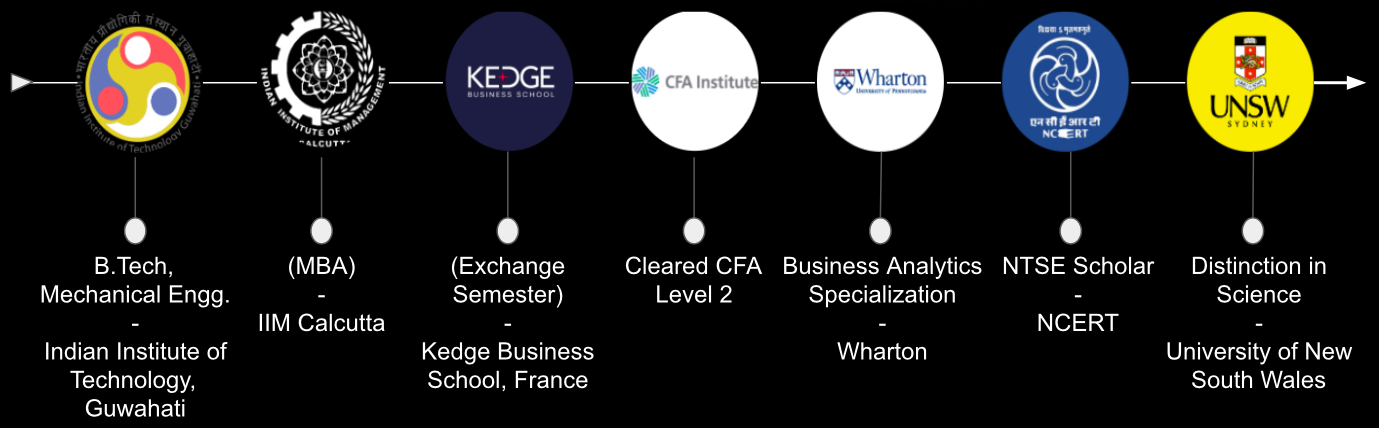 भारतीय प्रौद्योगिकी संस्थान गुवाहाटी
Indian Institute of Technology Guwahati
INDIAN INSTITUTE OF MANAGEMENT
CALCUTTA
KEDGE
BUSINESS SCHOOL
CFA Institute
Wharton
UNIVERSITY OF PENNSYLVANIA
विद्यया ऽ मृतमश्नुते
एन सी ई आर टी
NCERT
UNSW
SYDNEY
B.Tech,
Mechanical Engg.
-
Indian Institute of
Technology,
Guwahati
(MBA)
-
IIM Calcutta
(Exchange
Semester)
-
Kedge Business
School, France
Cleared CFA
Level 2
Business Analytics
Specialization
-
Wharton
NTSE Scholar
-
NCERT
Distinction in
Science
-
University of New
South Wales